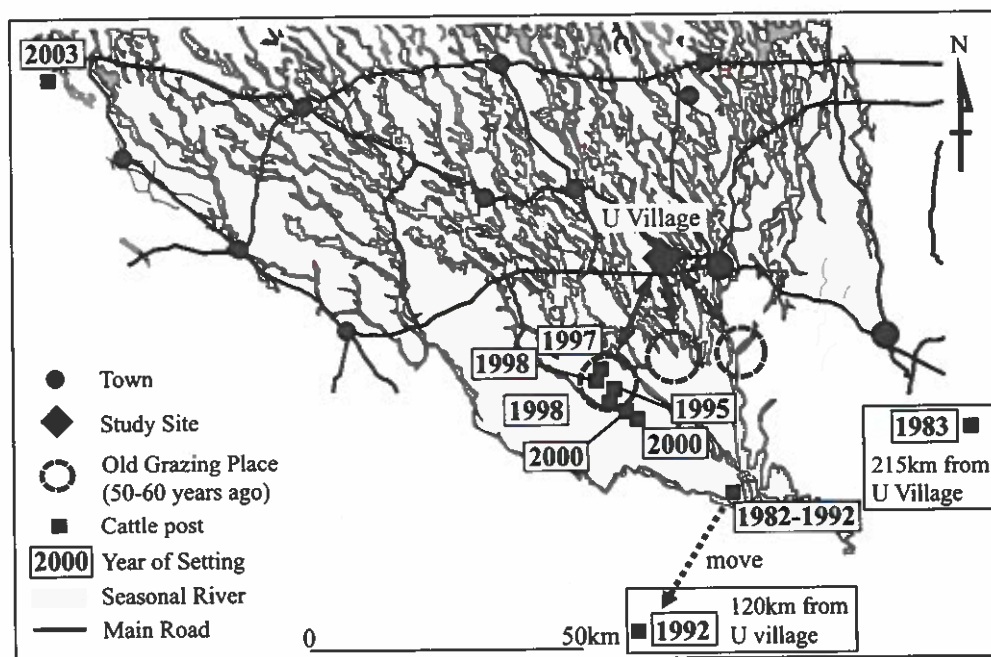 2003
N
U Village
1997
1998
1998
1995
2000
2000
1983
215km from
U Village
1982-1992
move
1992
120km from
U village
Town
Study Site
Old Grazing Place
(50-60 years ago)
Cattle post
2000 Year of Setting
Seasonal River
Main Road
0 50km